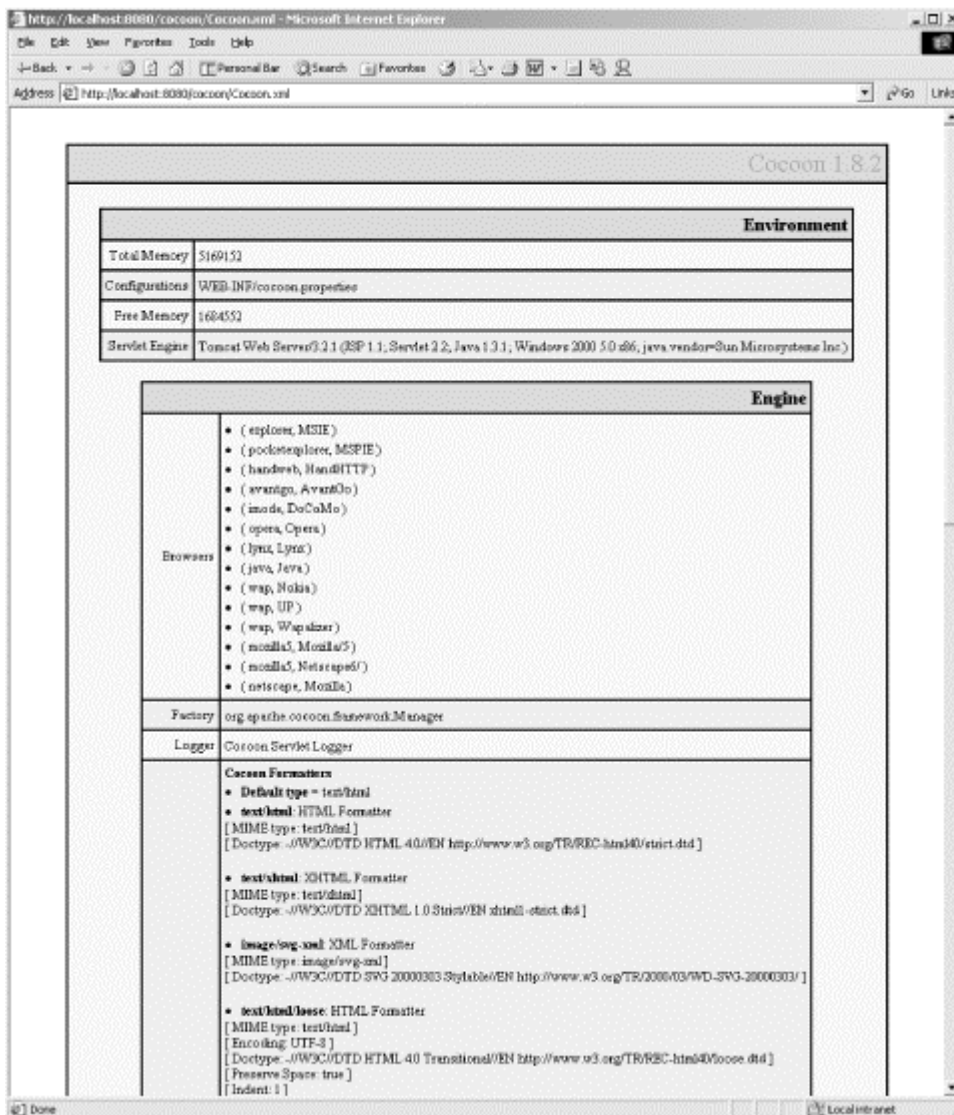 http://localhost:8080/cocoon/Cocoon.xml - Microsoft Internet Explorer
File Edit View Favorites Tools Help
Back Personal Bar Search Favorites
Address http://localhost:8080/cocoon/Cocoon.xml Go Links
Cocoon 1.8.2
Environment
Total Memory 5169152
Configurations WEB-INF/cocoon.properties
Free Memory 1684552
Servlet Engine Tomcat Web Server/3.2.1 (JSP 1.1; Servlet 2.2; Java 1.3.1; Windows 2000 5.0 x86; java.vendor=Sun Microsystems Inc.)
Engine
Browsers
• ( explorer, MSIE )
• ( pocketexplorer, MSPIE )
• ( handweb, HandHTTP )
• ( avantgo, AvantGo )
• ( imode, DoCoMo )
• ( opera, Opera )
• ( lynx, Lynx )
• ( java, Java )
• ( wap, Nokia )
• ( wap, UP )
• ( wap, Wapalizer )
• ( mozilla5, Mozilla/5 )
• ( mozilla5, Netscape6/ )
• ( netscape, Mozilla )
Factory org.apache.cocoon.framework.Manager
Logger Cocoon Servlet Logger
Cocoon Formatters
• Default type = text/html
• text/html: HTML Formatter
[ MIME type: text/html ]
[ Doctype: -//W3C//DTD HTML 4.0//EN http://www.w3.org/TR/REC-html40/strict.dtd ]
• text/xhtml: XHTML Formatter
[ MIME type: text/xhtml ]
[ Doctype: -//W3C//DTD XHTML 1.0 Strict//EN xhtml1-strict.dtd ]
• image/svg-xml: XML Formatter
[ MIME type: image/svg-xml ]
[ Doctype: -//W3C//DTD SVG 20000303 Stylable//EN http://www.w3.org/TR/2000/03/WD-SVG-20000303/ ]
• text/html/loose: HTML Formatter
[ MIME type: text/html ]
[ Encoding: UTF-8 ]
[ Doctype: -//W3C//DTD HTML 4.0 Transitional//EN http://www.w3.org/TR/REC-html40/loose.dtd ]
[ Preserve Space: true ]
[ Indent: 1 ]
Done Local intranet